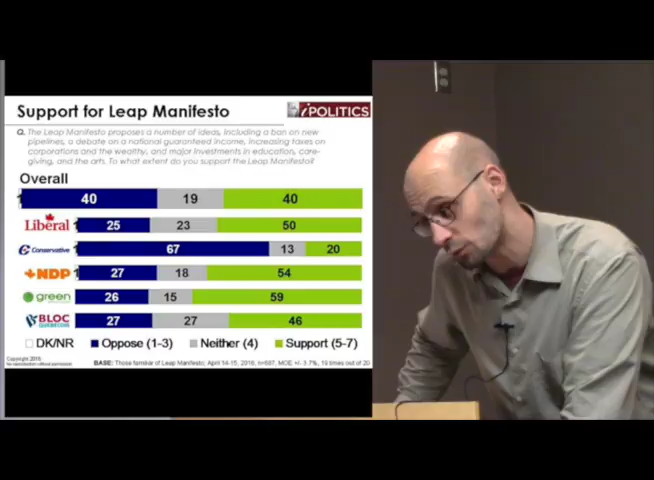 Support for Leap Manifesto
iPOLITICS
Q. The Leap Manifesto proposes a number of ideas, including a ban on new
pipelines, a debate on a national guaranteed income, increasing taxes on
corporations and the wealthy, and major investments in education, care-
giving, and the arts. To what extent do you support the Leap Manifesto?
Overall
40 19 40
Liberal 25 23 50
Conservative 67 13 20
NDP 27 18 54
green 26 15 59
BLOC QUÉBÉCOIS 27 27 46
DK/NR Oppose (1-3) Neither (4) Support (5-7)
Copyright 2016
No reproduction without permission
BASE: Those familiar of Leap Manifesto; April 14-15, 2016, MOE +/- 3.7%, 19 times out of 20